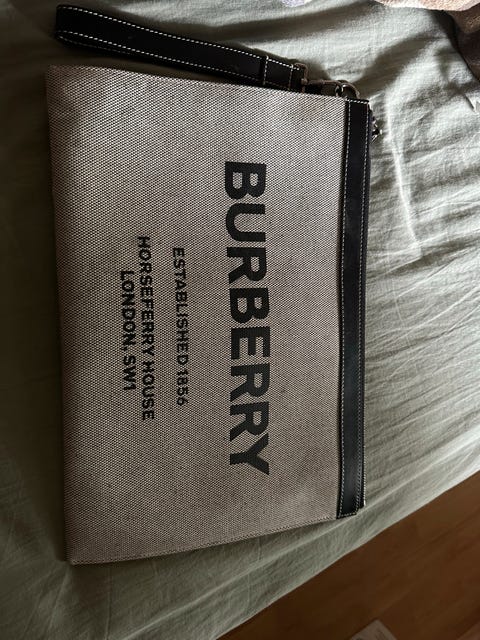 BURBERRY
ESTABLISHED 1856
HORSEFERRY HOUSE
LONDON SW1